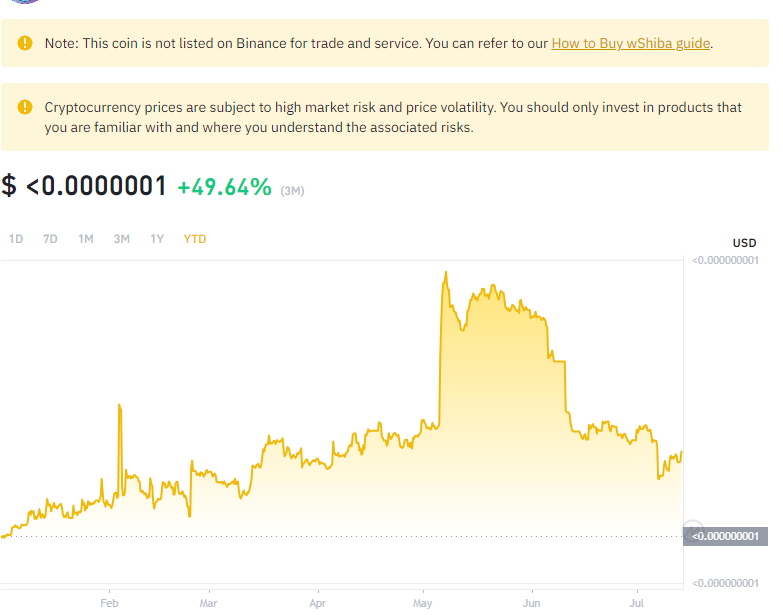 Note: This coin is not listed on Binance for trade and service. You can refer to our How to Buy wShiba guide.
Cryptocurrency prices are subject to high market risk and price volatility. You should only invest in products that
you are familiar with and where you understand the associated risks.
$ <0.0000001 +49.64% (3M)
1D 7D 1M 3M 1Y YTD
USD
<0.000000001
<0.000000001
<0.000000001
Feb Mar Apr May Jun Jul